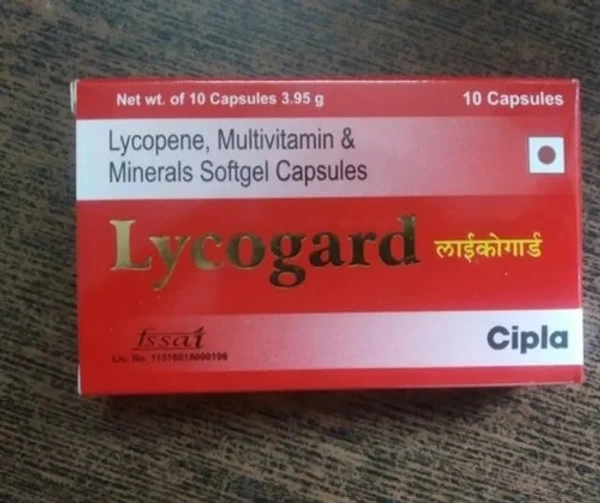 Net wt. of 10 Capsules 3.95 g
10 Capsules
Lycopene, Multivitamin &
Minerals Softgel Capsules
Lycogard
लाईकोगार्ड
fssai
Cipla
Lic. No. 11516018000196